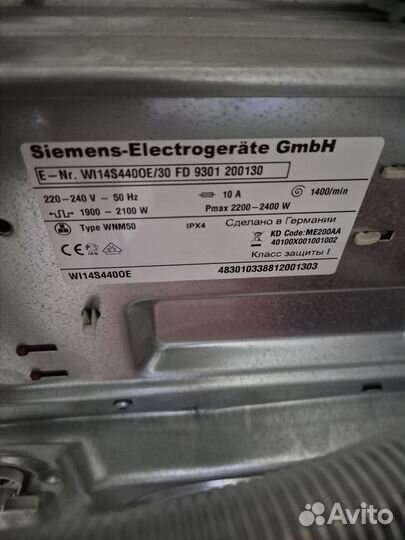 Siemens-Electrogeräte GmbH
E-Nr. WI14S440OE/30 FD 9301 200130
220-240 V ~ 50 Hz 10 A 1400/min
1900 - 2100 W Pmax 2200-2400 W
Type WNM50 IPX4 Сделано в Германии
KD Code:ME200AA
40100X001001002
Класс защиты I
WI14S440OE 483010338812001303
Avito